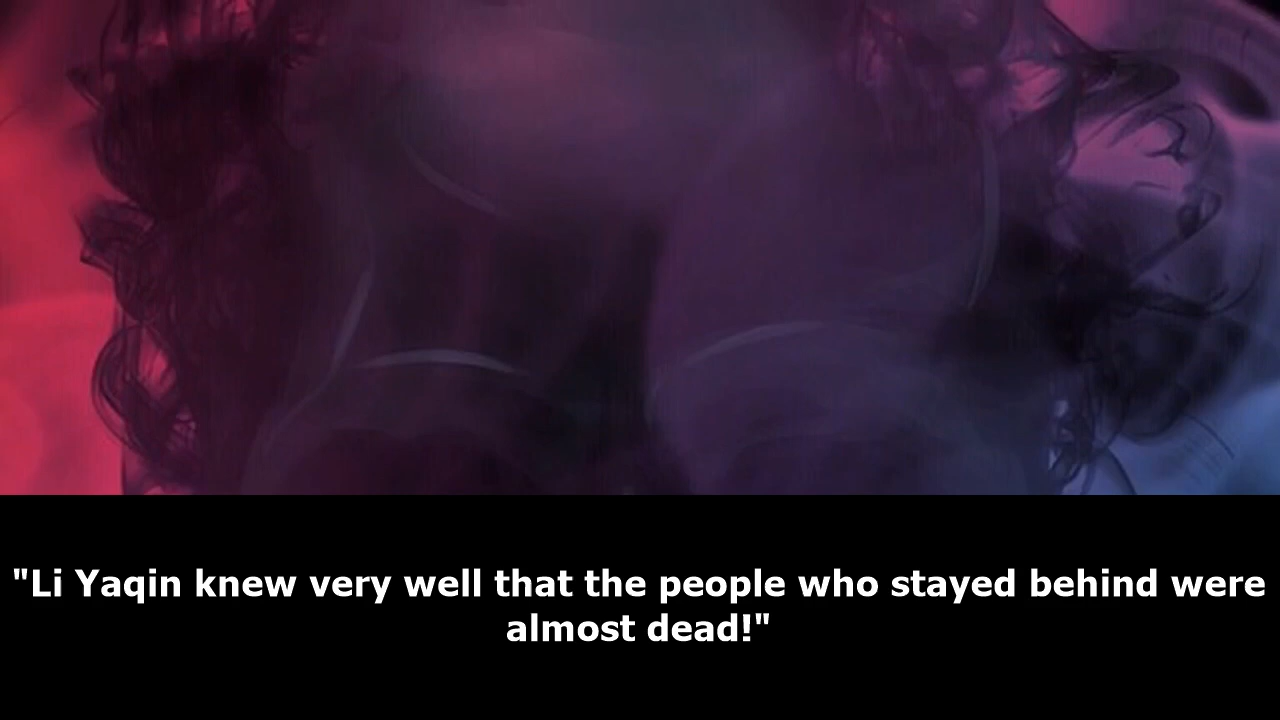 "Li Yaqin knew very well that the people who stayed behind were
almost dead!"